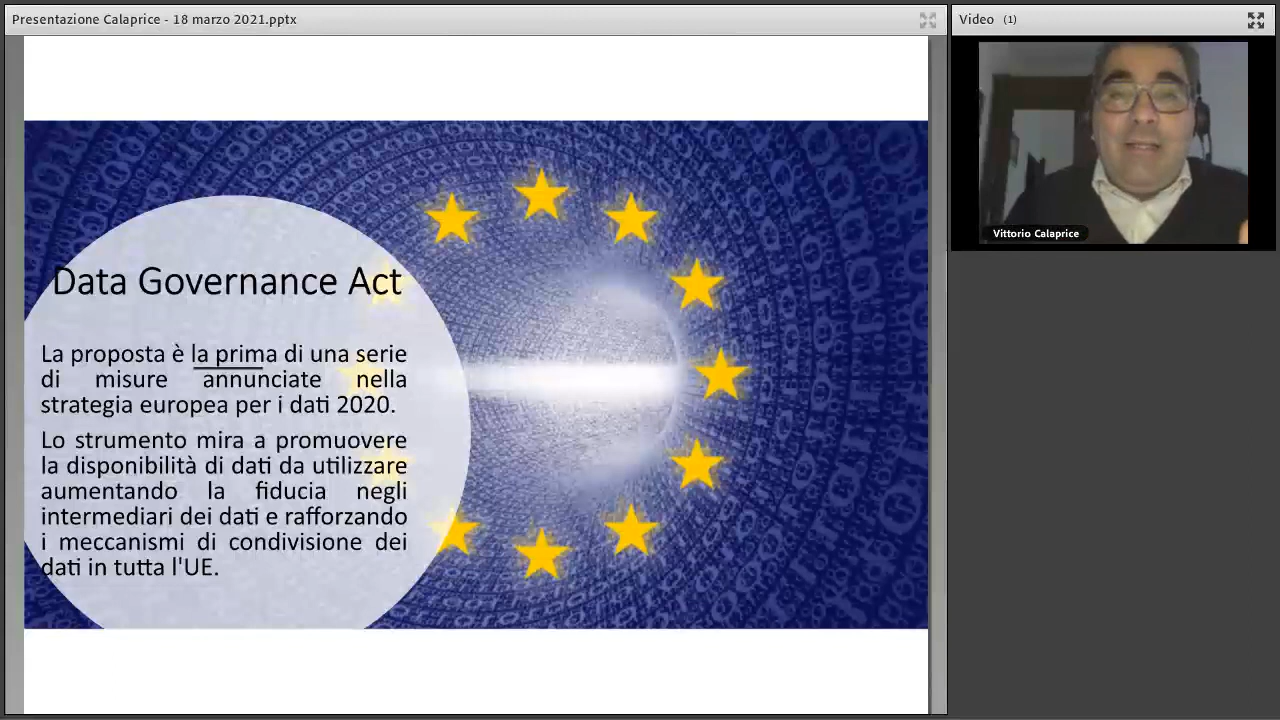 Presentazione Calaprice - 18 marzo 2021.pptx
Video (1)
Vittorio Calaprice
Data Governance Act
La proposta è la prima di una serie
di misure annunciate nella
strategia europea per i dati 2020.
Lo strumento mira a promuovere
la disponibilità di dati da utilizzare
aumentando la fiducia negli
intermediari dei dati e rafforzando
i meccanismi di condivisione dei
dati in tutta l'UE.